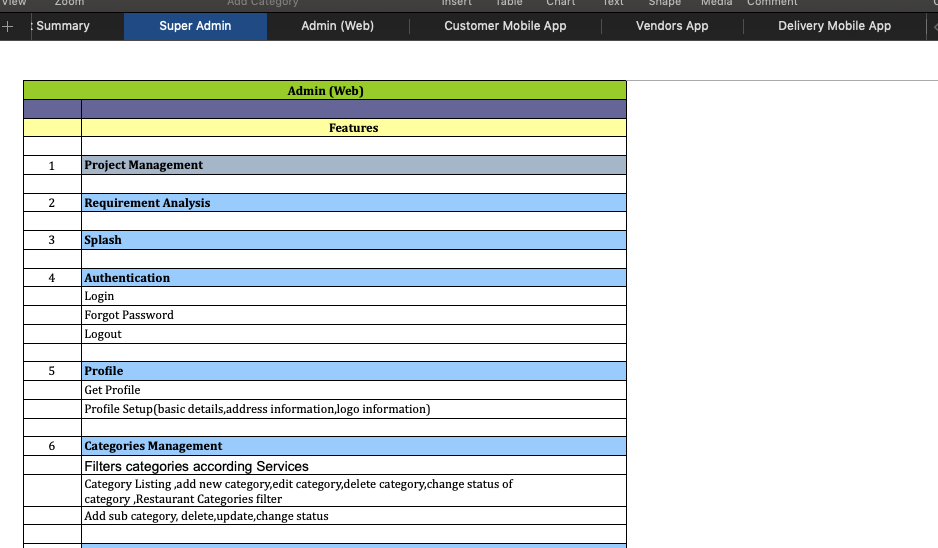 View Zoom Add Category Insert Table Chart Text Shape Media Comment
+ : Summary Super Admin Admin (Web) Customer Mobile App Vendors App Delivery Mobile App
Admin (Web)
Features
1 Project Management
2 Requirement Analysis
3 Splash
4 Authentication
Login
Forgot Password
Logout
5 Profile
Get Profile
Profile Setup(basic details,address information,logo information)
6 Categories Management
Filters categories according Services
Category Listing ,add new category,edit category,delete category,change status of
category ,Restaurant Categories filter
Add sub category, delete,update,change status